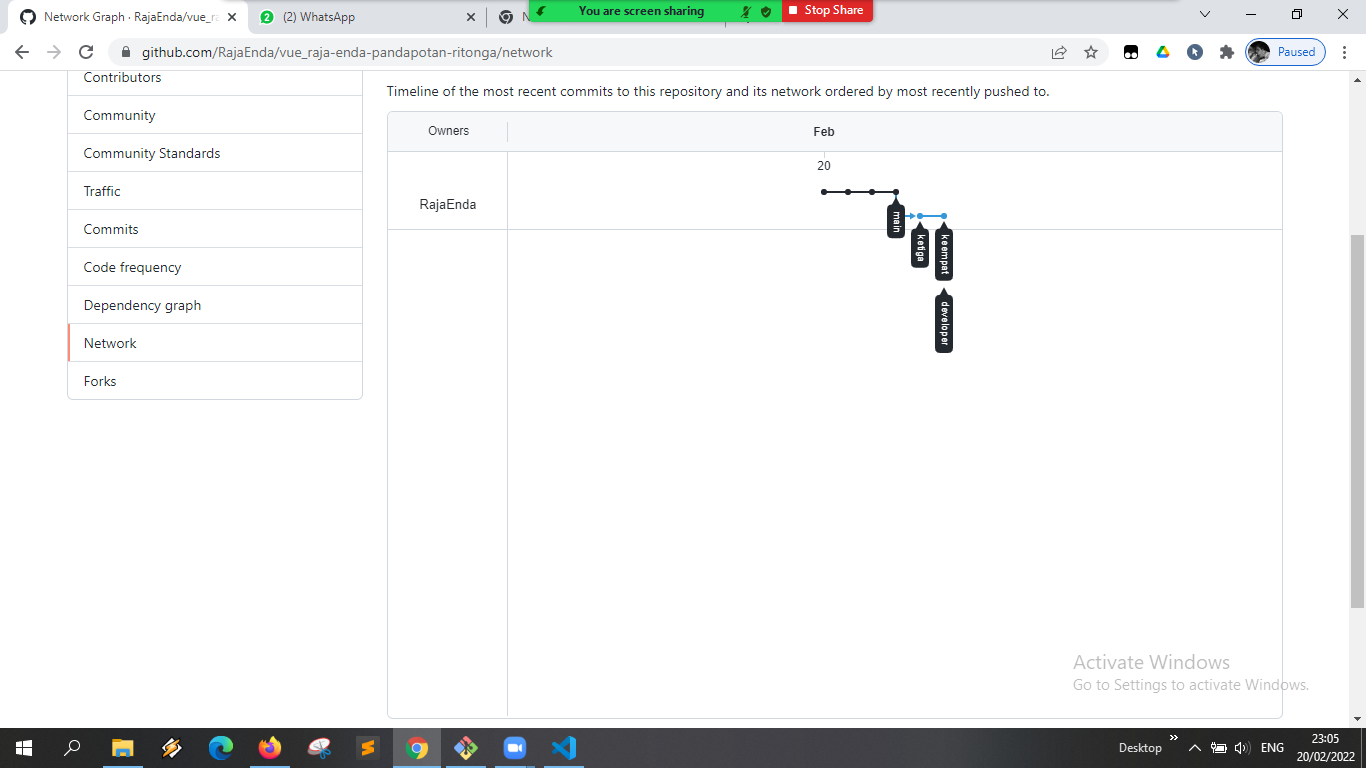 Network Graph · RajaEnda/vue_ra
(2) WhatsApp
You are screen sharing
Stop Share
github.com/RajaEnda/vue_raja-enda-pandapotan-ritonga/network
Paused
Contributors
Community
Community Standards
Traffic
Commits
Code frequency
Dependency graph
Network
Forks
Timeline of the most recent commits to this repository and its network ordered by most recently pushed to.
Owners
Feb
20
RajaEnda
main
ketiga
keempat
developer
Activate Windows
Go to Settings to activate Windows.
Desktop
ENG
23:05
20/02/2022